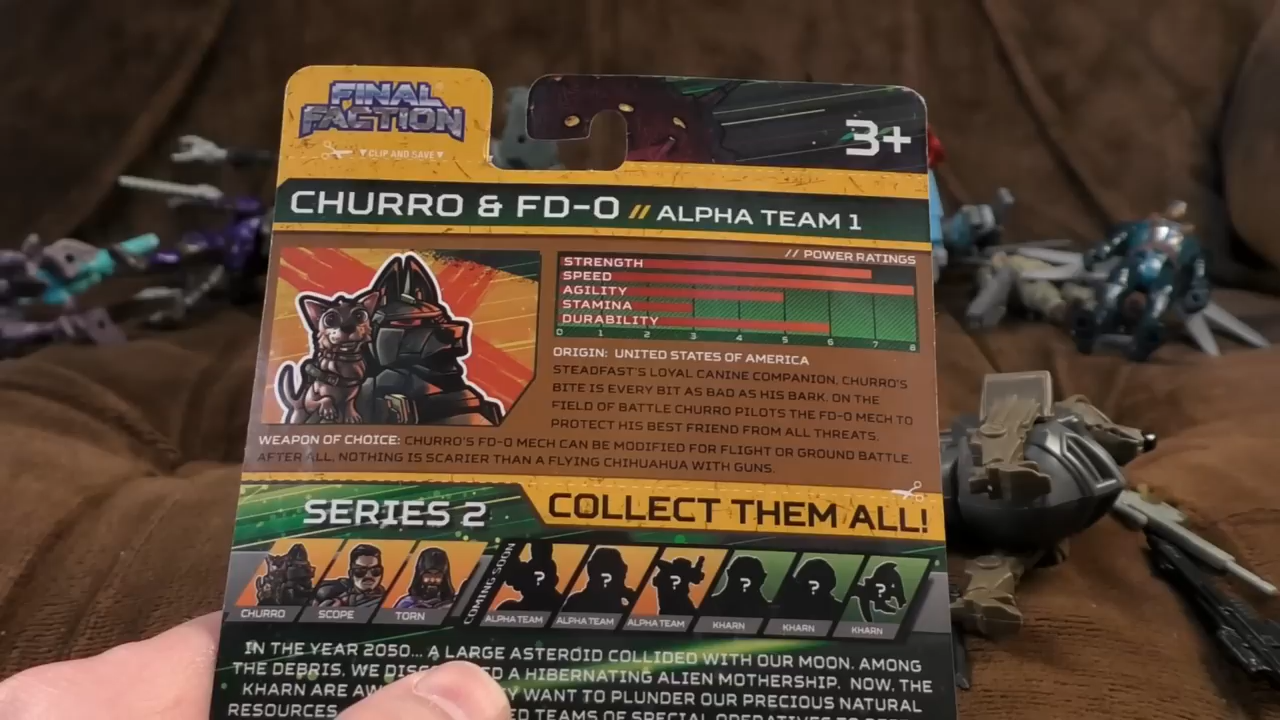 FINAL
FACTION
▼CLIP AND SAVE▼
3+
CHURRO & FD-0 // ALPHA TEAM 1
// POWER RATINGS
STRENGTH
SPEED
AGILITY
STAMINA
DURABILITY
0 1 2 3 4 5 6 7 8
ORIGIN: UNITED STATES OF AMERICA
STEADFAST'S LOYAL CANINE COMPANION, CHURRO'S
BITE IS EVERY BIT AS BAD AS HIS BARK. ON THE
FIELD OF BATTLE CHURRO PILOTS THE FD-0 MECH TO
PROTECT HIS BEST FRIEND FROM ALL THREATS.
WEAPON OF CHOICE: CHURRO'S FD-0 MECH CAN BE MODIFIED FOR FLIGHT OR GROUND BATTLE.
AFTER ALL, NOTHING IS SCARIER THAN A FLYING CHIHUAHUA WITH GUNS.
SERIES 2
COLLECT THEM ALL!
COMING SOON
? ? ? ? ? ?
CHURRO SCOPE TORN ALPHA TEAM ALPHA TEAM ALPHA TEAM KHARN KHARN KHARN
IN THE YEAR 2050... A LARGE ASTEROID COLLIDED WITH OUR MOON. AMONG
THE DEBRIS, WE A HIBERNATING ALIEN MOTHERSHIP. NOW, THE
KHARN ARE WANT TO PLUNDER OUR PRECIOUS NATURAL
RESOURCES TEAMS OF SPECIAL OPERATIVES TO